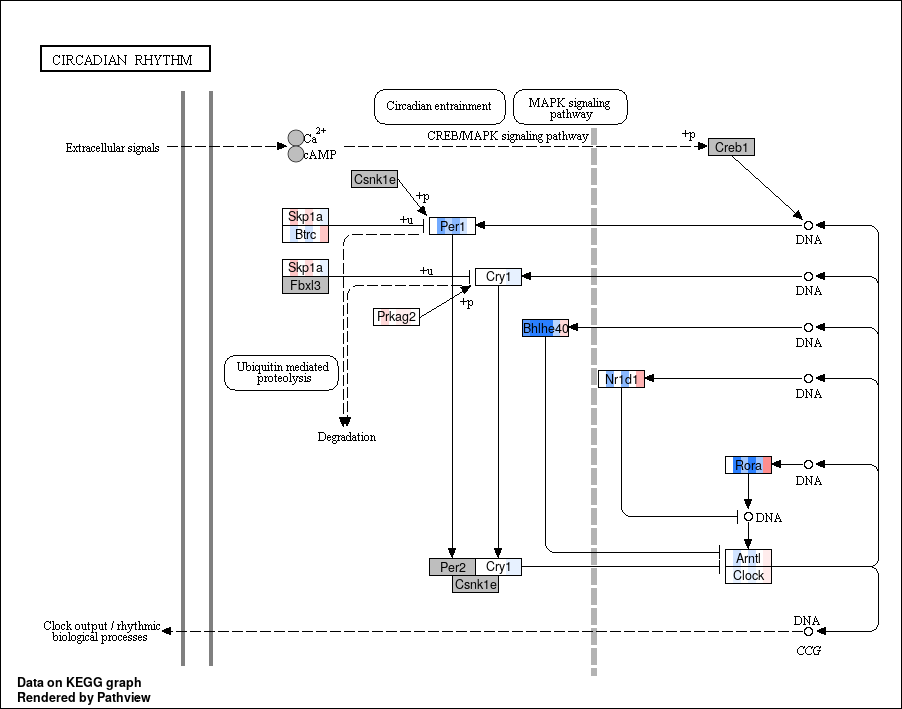 CIRCADIAN RHYTHM
Circadian entrainment
MAPK signaling
pathway
CREB/MAPK signaling pathway
Extracellular signals
Ca2+
cAMP
+p
Creb1
Csnk1e
+p
Skp1a
Btrc
+u
Per1
DNA
Skp1a
Fbxl3
+u
Cry1
DNA
+p
Prkag2
Bhlhe40
DNA
Ubiquitin mediated
proteolysis
Nr1d1
DNA
Degradation
Rora
DNA
DNA
Per2
Cry1
Csnk1e
Arntl
Clock
Clock output / rhythmic
biological processes
DNA
CCG
Data on KEGG graph
Rendered by Pathview